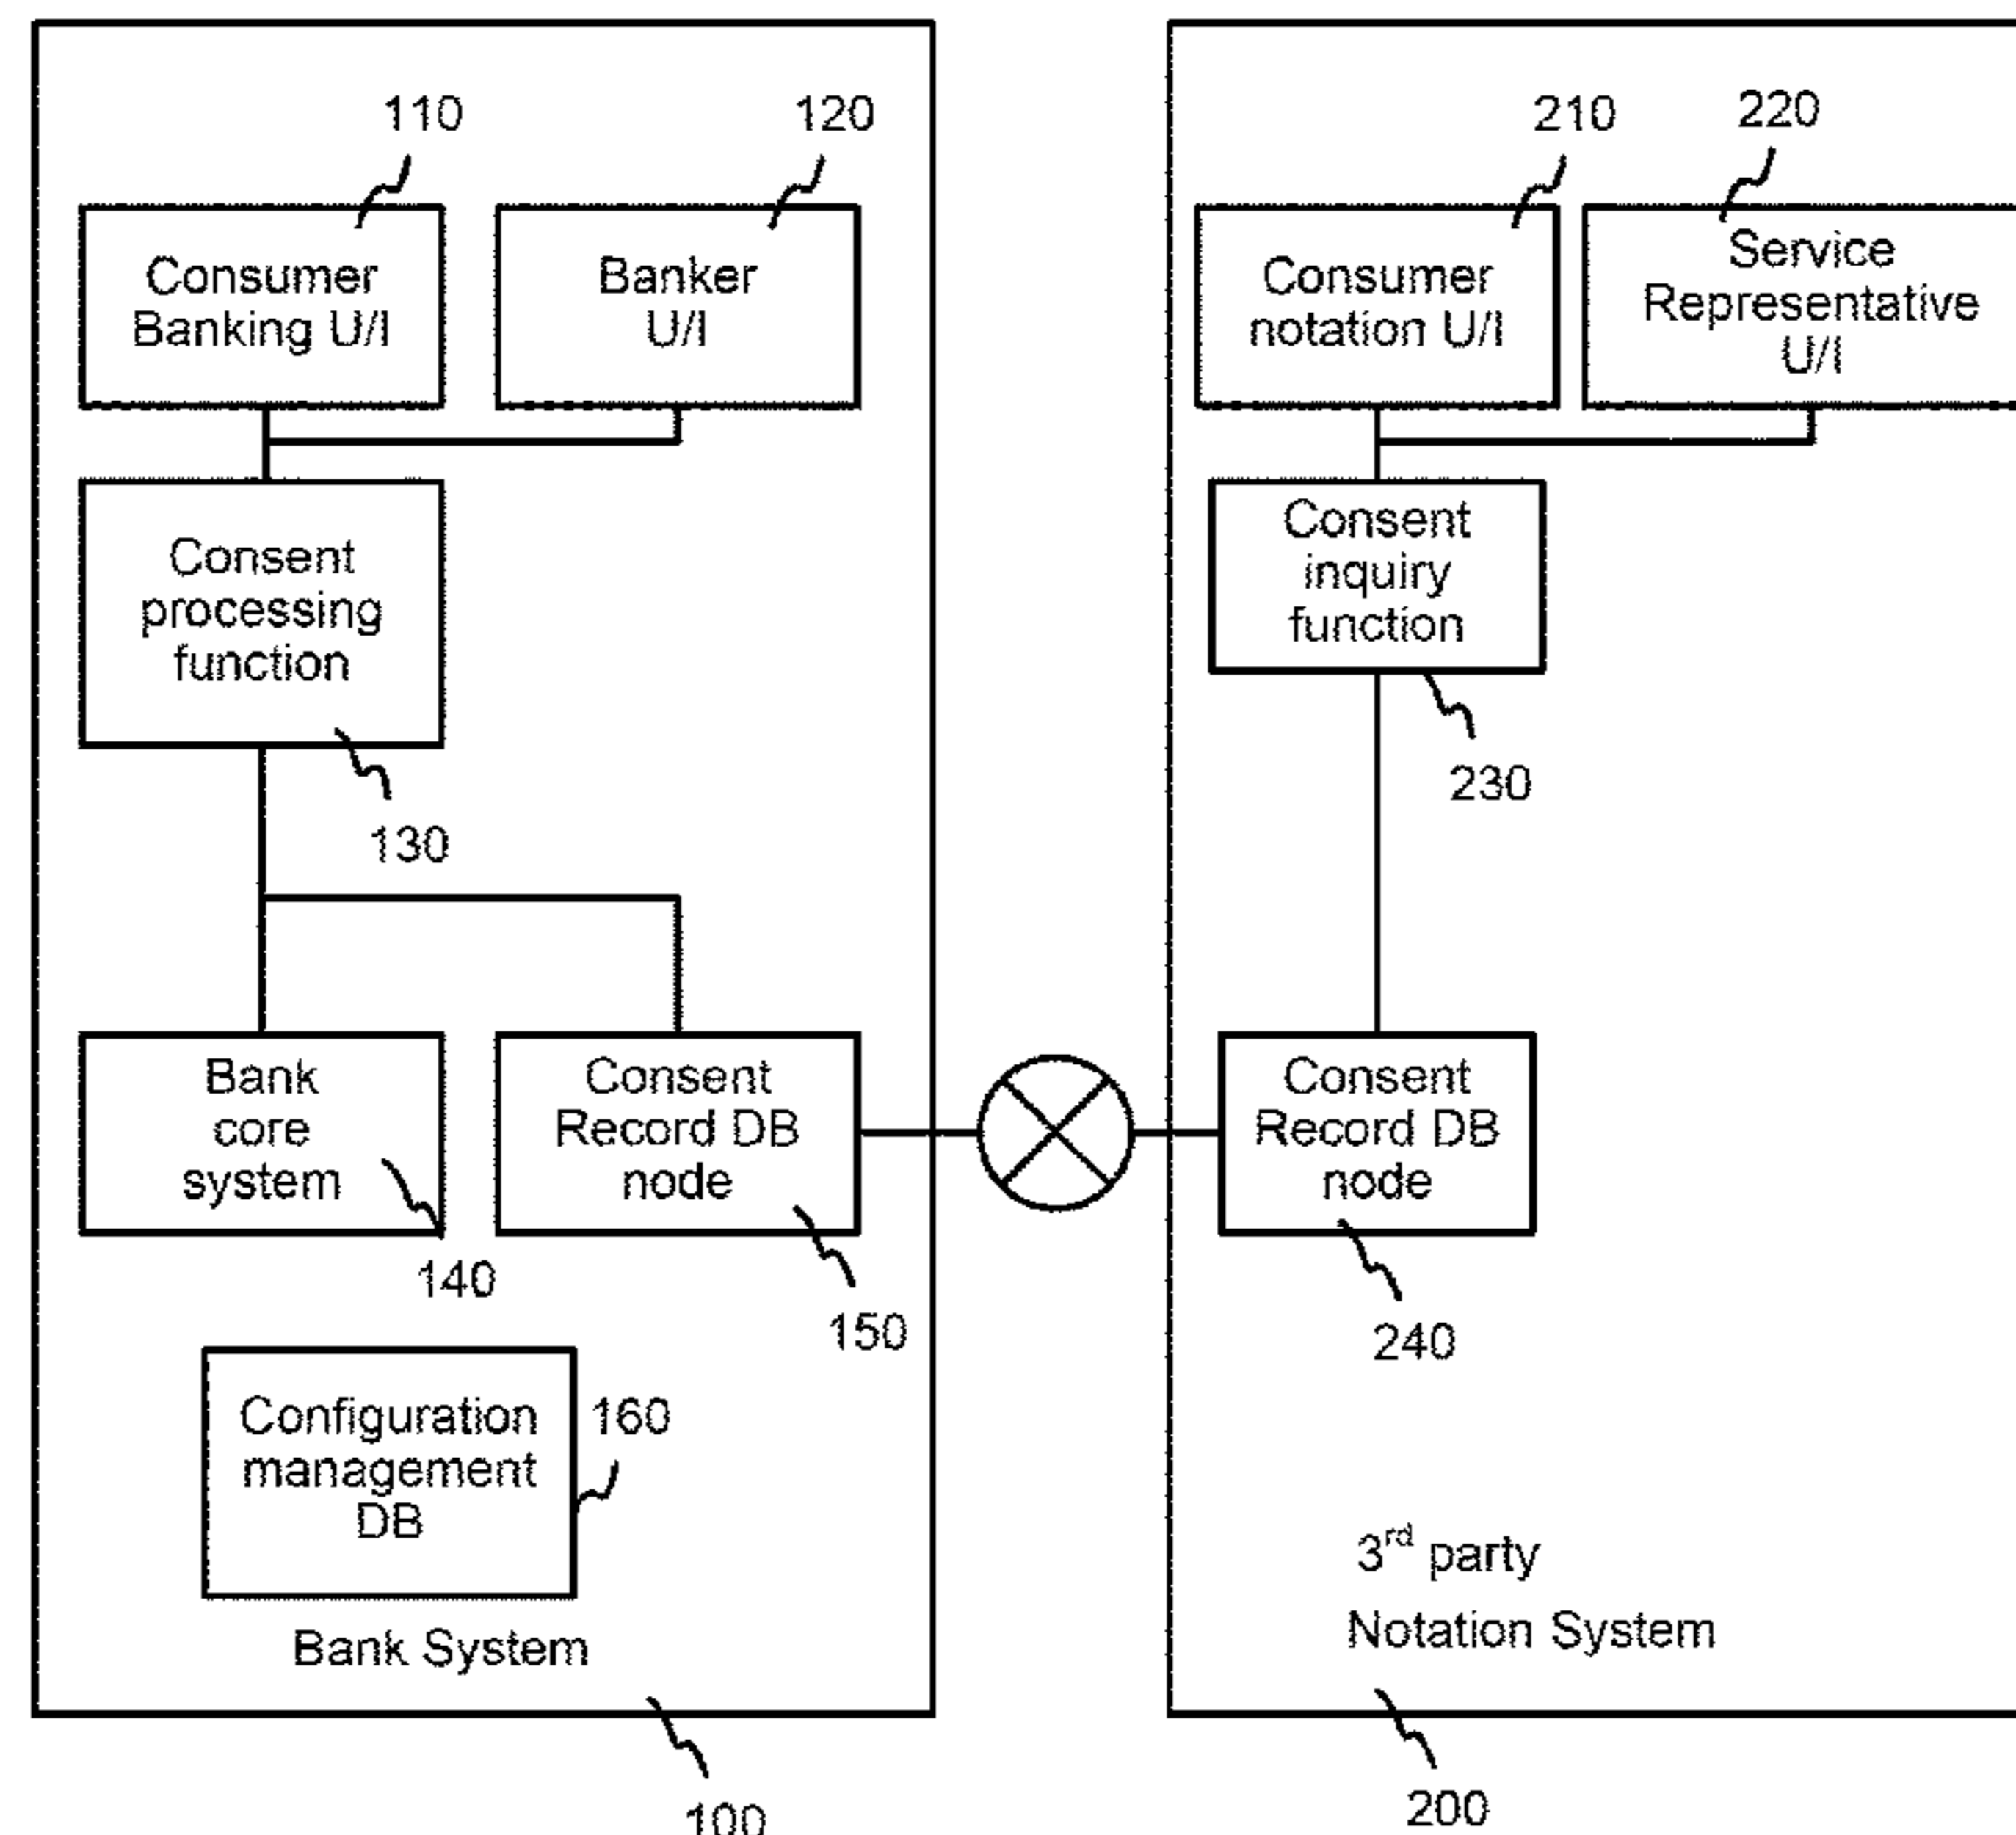 110
120
Consumer
Banking U/I
Banker
U/I
Consent
processing
function
130
Bank
core
system
140
Consent
Record DB
node
150
Configuration
management
DB
160
Bank System
100
210
220
Consumer
notation U/I
Service
Representative
U/I
Consent
inquiry
function
230
Consent
Record DB
node
240
3rd party
Notation System
200